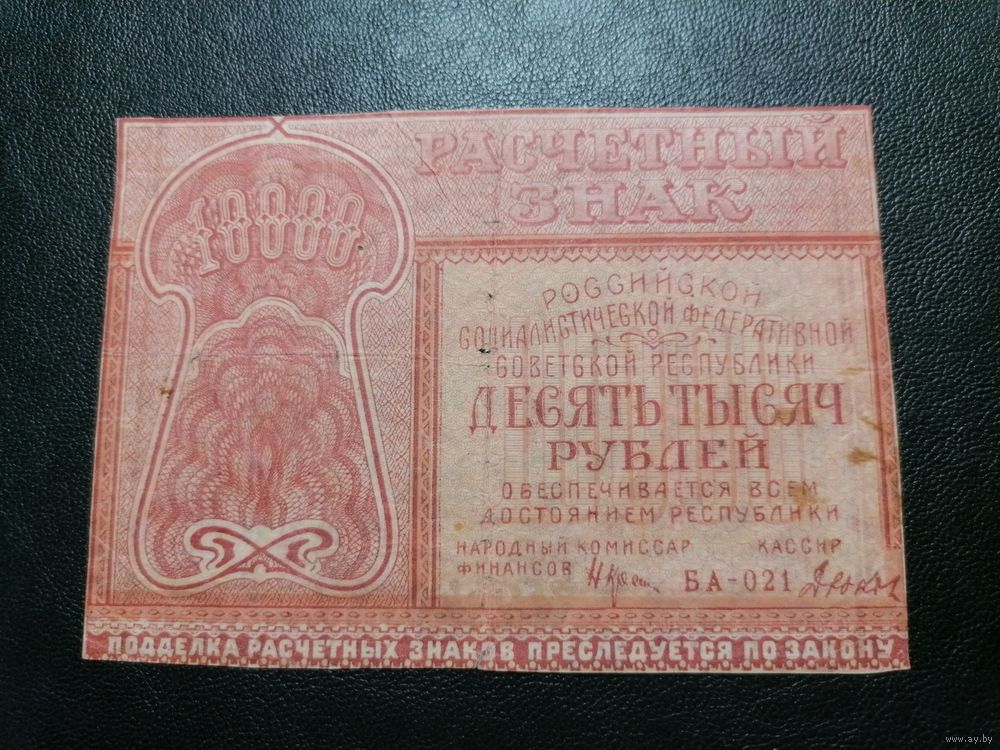 10000
РАСЧЕТНЫЙ
ЗНАК
РОССИЙСКОЙ
СОЦИАЛИСТИЧЕСКОЙ ФЕДЕРАТИВНОЙ
СОВЕТСКОЙ РЕСПУБЛИКИ
ДЕСЯТЬ ТЫСЯЧ
РУБЛЕЙ
ОБЕСПЕЧИВАЕТСЯ ВСЕМ
ДОСТОЯНИЕМ РЕСПУБЛИКИ
НАРОДНЫЙ КОМИССАР КАССИР
ФИНАНСОВ БА-021
ПОДДЕЛКА РАСЧЕТНЫХ ЗНАКОВ ПРЕСЛЕДУЕТСЯ ПО ЗАКОНУ
www.ay.by